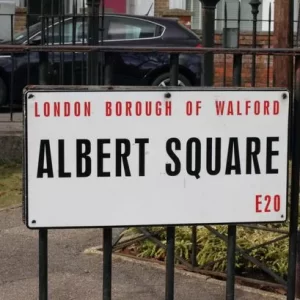 LONDON BOROUGH OF WALFORD
ALBERT SQUARE
E20